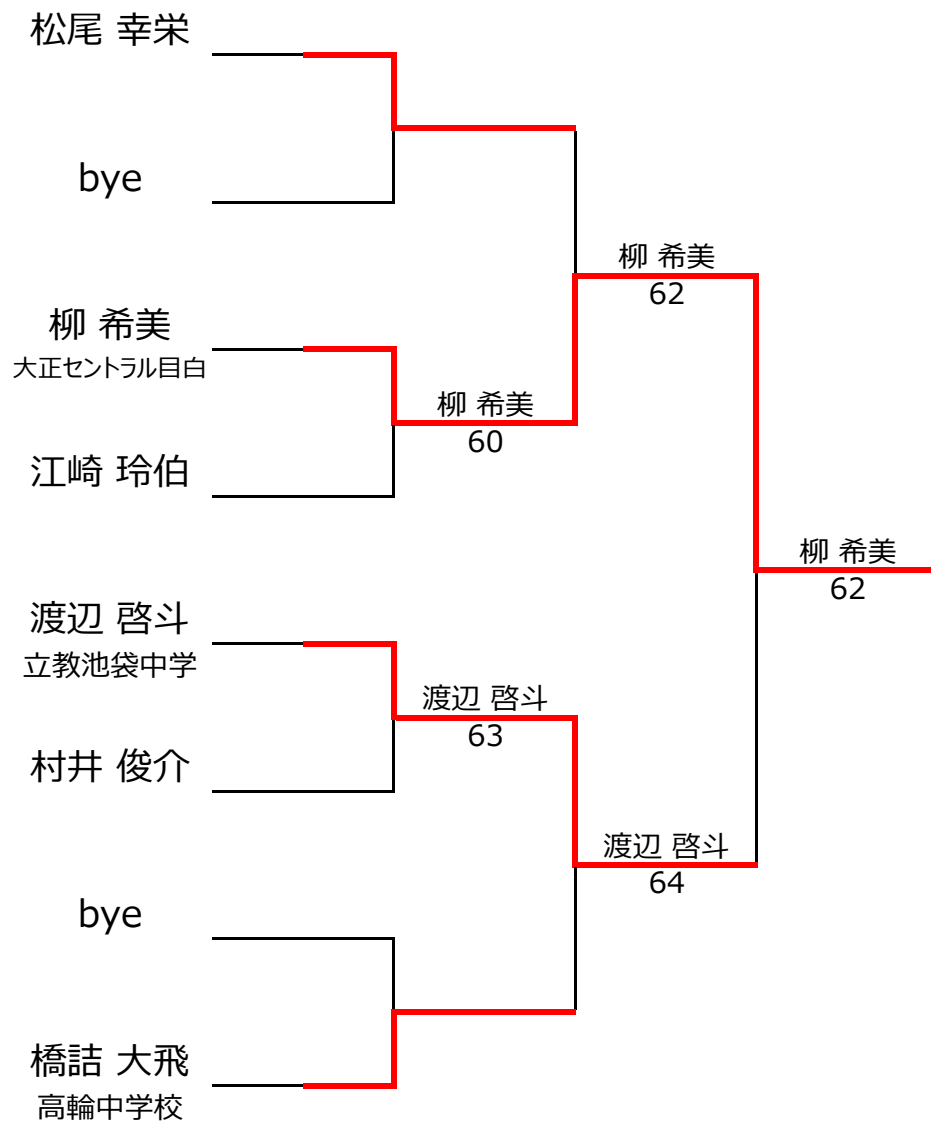 松尾 幸栄
bye
柳 希美
大正セントラル目白
江崎 玲伯
渡辺 啓斗
立教池袋中学
村井 俊介
bye
橋詰 大飛
高輪中学校
柳 希美
60
渡辺 啓斗
63
柳 希美
62
渡辺 啓斗
64
柳 希美
62